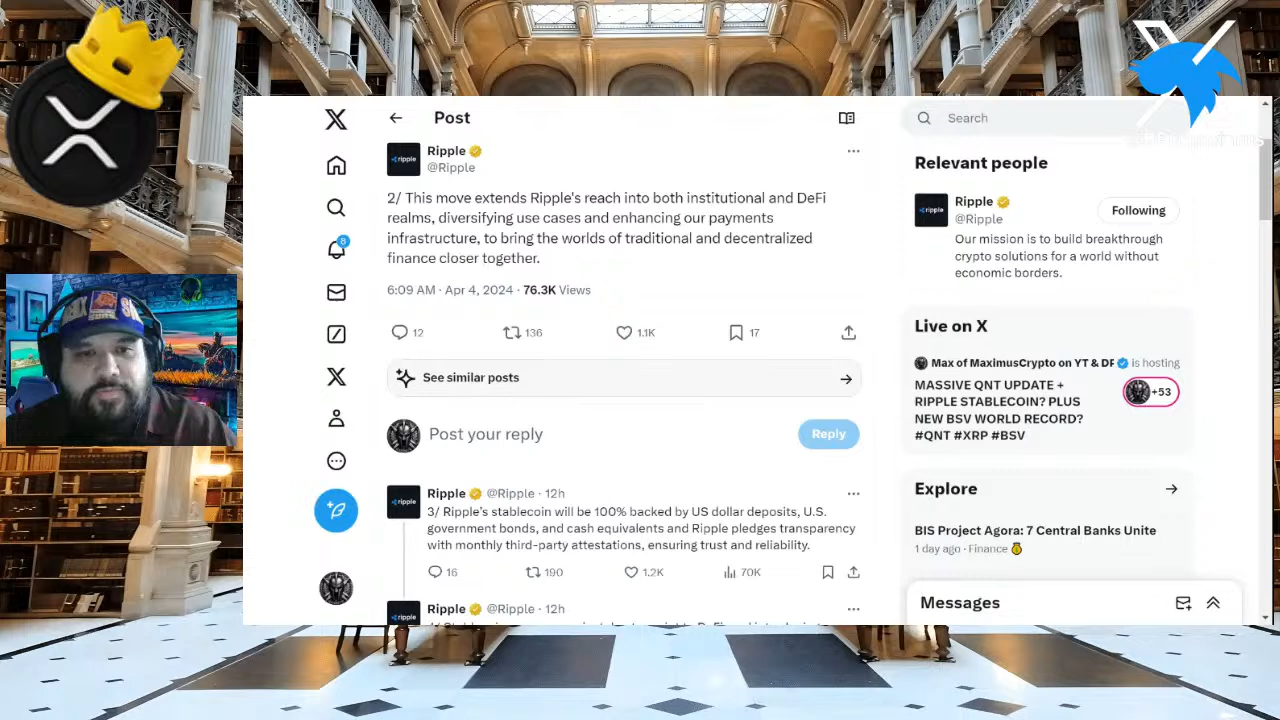 Post
Search
ripple
Ripple
@Ripple
2/ This move extends Ripple's reach into both institutional and DeFi
realms, diversifying use cases and enhancing our payments
infrastructure, to bring the worlds of traditional and decentralized
finance closer together.
6:09 AM · Apr 4, 2024 · 76.3K Views
12
136
1.1K
17
See similar posts
Post your reply
Reply
ripple
Ripple @Ripple · 12h
3/ Ripple's stablecoin will be 100% backed by US dollar deposits, U.S.
government bonds, and cash equivalents and Ripple pledges transparency
with monthly third-party attestations, ensuring trust and reliability.
16
190
1.2K
70K
ripple
Ripple @Ripple · 12h
8
Relevant people
ripple
Ripple
@Ripple
Following
Our mission is to build breakthrough
crypto solutions for a world without
economic borders.
Live on X
Max of MaximusCrypto on YT & DF is hosting
MASSIVE QNT UPDATE +
RIPPLE STABLECOIN? PLUS
NEW BSV WORLD RECORD?
#QNT #XRP #BSV
+53
Explore
BIS Project Agora: 7 Central Banks Unite
1 day ago · Finance
Messages